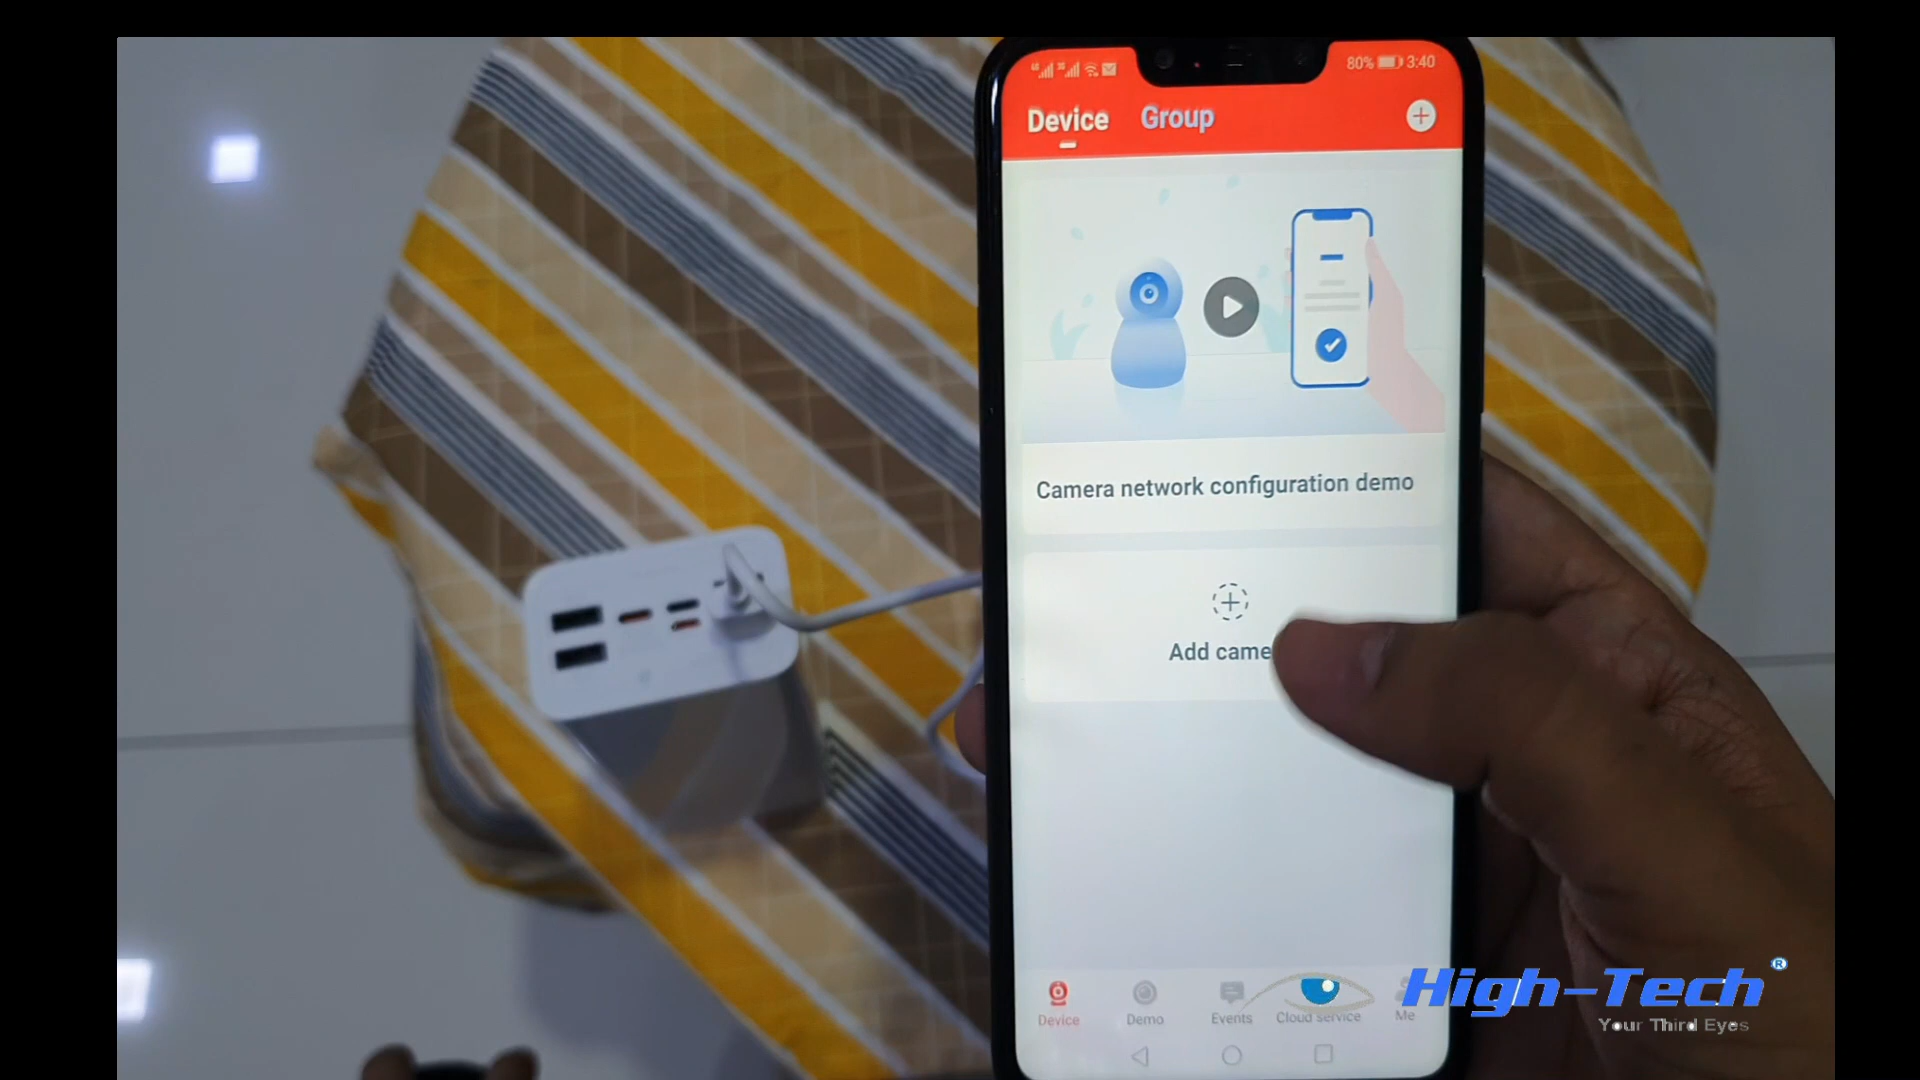 80% 3:40
Device Group
Camera network configuration demo
Add came
Device Demo Events Cloud service Me
High-Tech®
Your Third Eyes